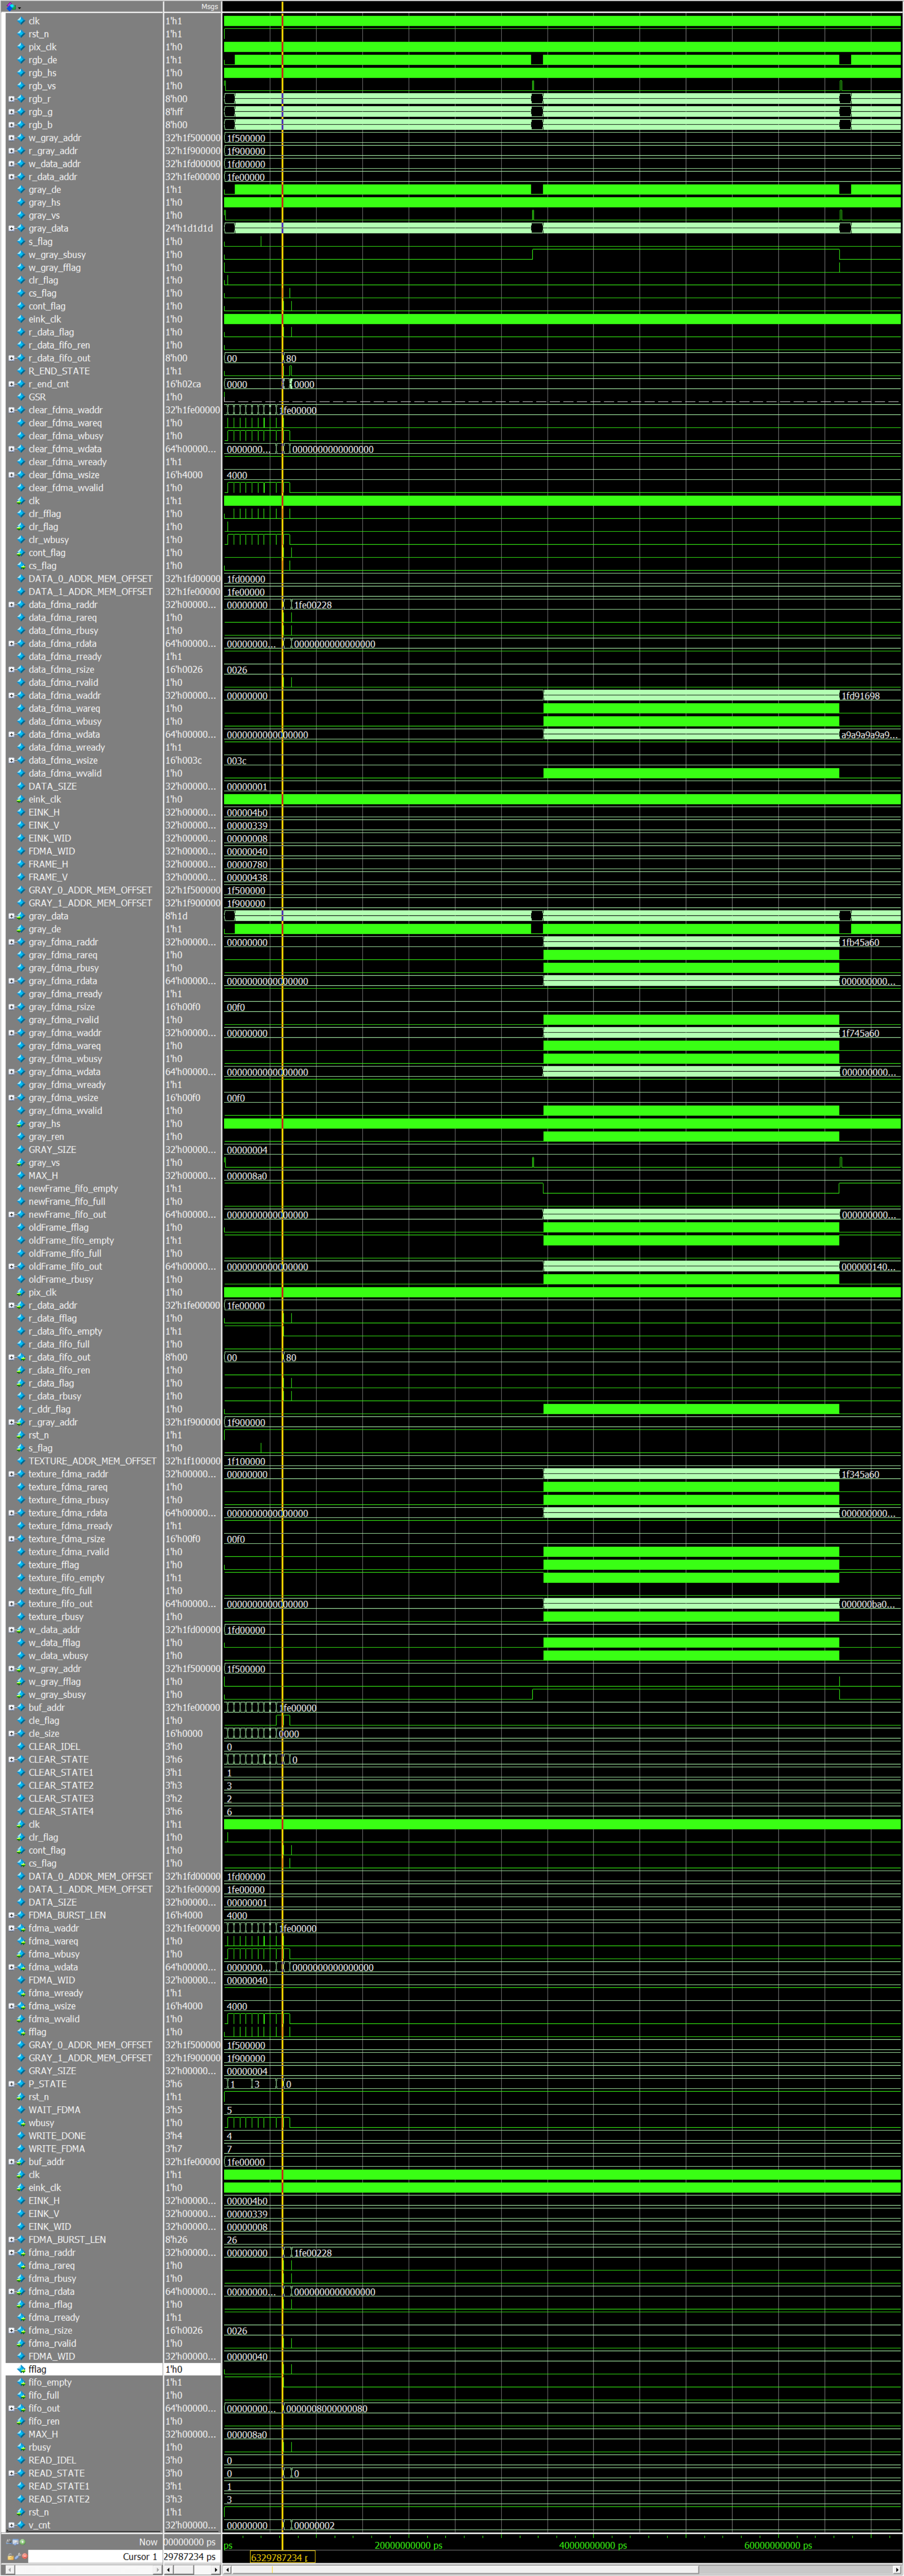 Msgs
clk 1'h1
rst_n 1'h1
pix_clk 1'h0
rgb_de 1'h1
rgb_hs 1'h0
rgb_vs 1'h0
rgb_r 8'h00
rgb_g 8'hff
rgb_b 8'h00
w_gray_addr 32'h1f500000 1f500000
r_gray_addr 32'h1f900000 1f900000
w_data_addr 32'h1fd00000 1fd00000
r_data_addr 32'h1fe00000 1fe00000
gray_de 1'h1
gray_hs 1'h0
gray_vs 1'h0
gray_data 24'h1d1d1d
s_flag 1'h0
w_gray_sbusy 1'h0
w_gray_fflag 1'h0
clr_flag 1'h0
cs_flag 1'h0
cont_flag 1'h0
eink_clk 1'h0
r_data_flag 1'h0
r_data_fifo_ren 1'h0
r_data_fifo_out 8'h00 00 80
R_END_STATE 1'h1
r_end_cnt 16'h02ca 0000 0000
GSR 1'h0
clear_fdma_waddr 32'h1fe00000 1fe00000
clear_fdma_wareq 1'h0
clear_fdma_wbusy 1'h0
clear_fdma_wdata 64'h00000... 0000000... 0000000000000000
clear_fdma_wready 1'h1
clear_fdma_wsize 16'h4000 4000
clear_fdma_wvalid 1'h0
clk 1'h1
clr_fflag 1'h0
clr_flag 1'h0
clr_wbusy 1'h0
cont_flag 1'h0
cs_flag 1'h0
DATA_0_ADDR_MEM_OFFSET 32'h1fd00000 1fd00000
DATA_1_ADDR_MEM_OFFSET 32'h1fe00000 1fe00000
data_fdma_raddr 32'h00000... 00000000 1fe00228
data_fdma_rareq 1'h0
data_fdma_rbusy 1'h0
data_fdma_rdata 64'h00000... 00000000... 0000000000000000
data_fdma_rready 1'h1
data_fdma_rsize 16'h0026 0026
data_fdma_rvalid 1'h0
data_fdma_waddr 32'h00000... 00000000 1fd91698
data_fdma_wareq 1'h0
data_fdma_wbusy 1'h0
data_fdma_wdata 64'h00000... 0000000000000000 a9a9a9a9a9...
data_fdma_wready 1'h1
data_fdma_wsize 16'h003c 003c
data_fdma_wvalid 1'h0
DATA_SIZE 32'h00000... 00000001
eink_clk 1'h0
EINK_H 32'h00000... 000004b0
EINK_V 32'h00000... 00000339
EINK_WID 32'h00000... 00000008
FDMA_WID 32'h00000... 00000040
FRAME_H 32'h00000... 00000780
FRAME_V 32'h00000... 00000438
GRAY_0_ADDR_MEM_OFFSET 32'h1f500000 1f500000
GRAY_1_ADDR_MEM_OFFSET 32'h1f900000 1f900000
gray_data 8'h1d
gray_de 1'h1
gray_fdma_raddr 32'h00000... 00000000 1fb45a60
gray_fdma_rareq 1'h0
gray_fdma_rbusy 1'h0
gray_fdma_rdata 64'h00000... 0000000000000000 000000000...
gray_fdma_rready 1'h1
gray_fdma_rsize 16'h00f0 00f0
gray_fdma_rvalid 1'h0
gray_fdma_waddr 32'h00000... 00000000 1f745a60
gray_fdma_wareq 1'h0
gray_fdma_wbusy 1'h0
gray_fdma_wdata 64'h00000... 0000000000000000 000000000...
gray_fdma_wready 1'h1
gray_fdma_wsize 16'h00f0 00f0
gray_fdma_wvalid 1'h0
gray_hs 1'h0
gray_ren 1'h0
GRAY_SIZE 32'h00000... 00000004
gray_vs 1'h0
MAX_H 32'h00000... 000008a0
newFrame_fifo_empty 1'h1
newFrame_fifo_full 1'h0
newFrame_fifo_out 64'h00000... 0000000000000000 000000000...
oldFrame_fflag 1'h0
oldFrame_fifo_empty 1'h1
oldFrame_fifo_full 1'h0
oldFrame_fifo_out 64'h00000... 0000000000000000 000000140...
oldFrame_rbusy 1'h0
pix_clk 1'h0
r_data_addr 32'h1fe00000 1fe00000
r_data_fflag 1'h0
r_data_fifo_empty 1'h1
r_data_fifo_full 1'h0
r_data_fifo_out 8'h00 00 80
r_data_fifo_ren 1'h0
r_data_flag 1'h0
r_data_rbusy 1'h0
r_ddr_flag 1'h0
r_gray_addr 32'h1f900000 1f900000
rst_n 1'h1
s_flag 1'h0
TEXTURE_ADDR_MEM_OFFSET 32'h1f100000 1f100000
texture_fdma_raddr 32'h00000... 00000000 1f345a60
texture_fdma_rareq 1'h0
texture_fdma_rbusy 1'h0
texture_fdma_rdata 64'h00000... 0000000000000000 000000000...
texture_fdma_rready 1'h1
texture_fdma_rsize 16'h00f0 00f0
texture_fdma_rvalid 1'h0
texture_fflag 1'h0
texture_fifo_empty 1'h1
texture_fifo_full 1'h0
texture_fifo_out 64'h00000... 0000000000000000 000000ba0...
texture_rbusy 1'h0
w_data_addr 32'h1fd00000 1fd00000
w_data_fflag 1'h0
w_data_wbusy 1'h0
w_gray_addr 32'h1f500000 1f500000
w_gray_fflag 1'h0
w_gray_sbusy 1'h0
buf_addr 32'h1fe00000 1fe00000
cle_flag 1'h0
cle_size 16'h0000 0000
CLEAR_IDEL 3'h0 0
CLEAR_STATE 3'h6 0
CLEAR_STATE1 3'h1 1
CLEAR_STATE2 3'h3 3
CLEAR_STATE3 3'h2 2
CLEAR_STATE4 3'h6 6
clk 1'h1
clr_flag 1'h0
cont_flag 1'h0
cs_flag 1'h0
DATA_0_ADDR_MEM_OFFSET 32'h1fd00000 1fd00000
DATA_1_ADDR_MEM_OFFSET 32'h1fe00000 1fe00000
DATA_SIZE 32'h00000... 00000001
FDMA_BURST_LEN 16'h4000 4000
fdma_waddr 32'h1fe00000 1fe00000
fdma_wareq 1'h0
fdma_wbusy 1'h0
fdma_wdata 64'h00000... 0000000... 0000000000000000
FDMA_WID 32'h00000... 00000040
fdma_wready 1'h1
fdma_wsize 16'h4000 4000
fdma_wvalid 1'h0
fflag 1'h0
GRAY_0_ADDR_MEM_OFFSET 32'h1f500000 1f500000
GRAY_1_ADDR_MEM_OFFSET 32'h1f900000 1f900000
GRAY_SIZE 32'h00000... 00000004
P_STATE 3'h6 1 3 0
rst_n 1'h1
WAIT_FDMA 3'h5 5
wbusy 1'h0
WRITE_DONE 3'h4 4
WRITE_FDMA 3'h7 7
buf_addr 32'h1fe00000 1fe00000
clk 1'h1
eink_clk 1'h0
EINK_H 32'h00000... 000004b0
EINK_V 32'h00000... 00000339
EINK_WID 32'h00000... 00000008
FDMA_BURST_LEN 8'h26 26
fdma_raddr 32'h00000... 00000000 1fe00228
fdma_rareq 1'h0
fdma_rbusy 1'h0
fdma_rdata 64'h00000... 00000000... 0000000000000000
fdma_rflag 1'h0
fdma_rready 1'h1
fdma_rsize 16'h0026 0026
fdma_rvalid 1'h0
FDMA_WID 32'h00000... 00000040
fflag 1'h0
fifo_empty 1'h1
fifo_full 1'h0
fifo_out 64'h00000... 00000000... 0000008000000080
fifo_ren 1'h0
MAX_H 32'h00000... 000008a0
rbusy 1'h0
READ_IDEL 3'h0 0
READ_STATE 3'h0 0 0
READ_STATE1 3'h1 1
READ_STATE2 3'h3 3
rst_n 1'h1
v_cnt 32'h00000... 00000000 00000002
Now 00000000 ps ps 20000000000 ps 40000000000 ps 60000000000 ps
Cursor 1 29787234 ps 6329787234 p